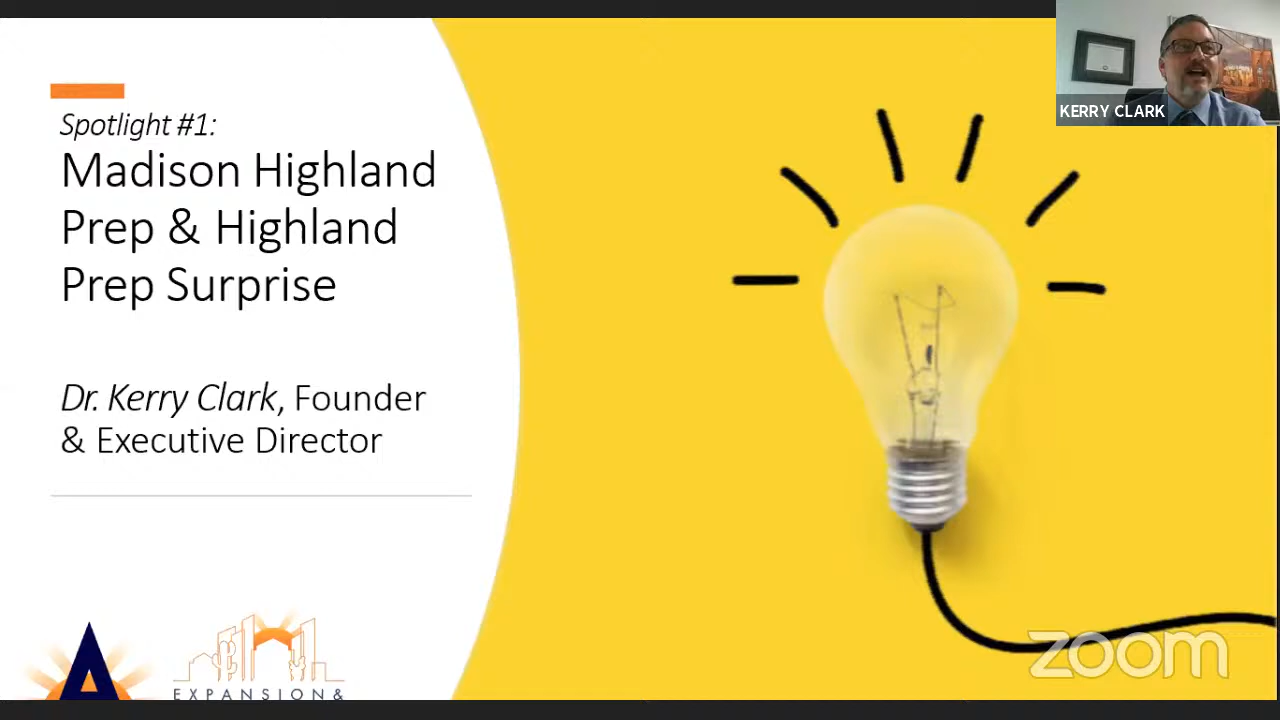 KERRY CLARK
Spotlight #1:
Madison Highland
Prep & Highland
Prep Surprise
Dr. Kerry Clark, Founder
& Executive Director
EXPANSION &
zoom